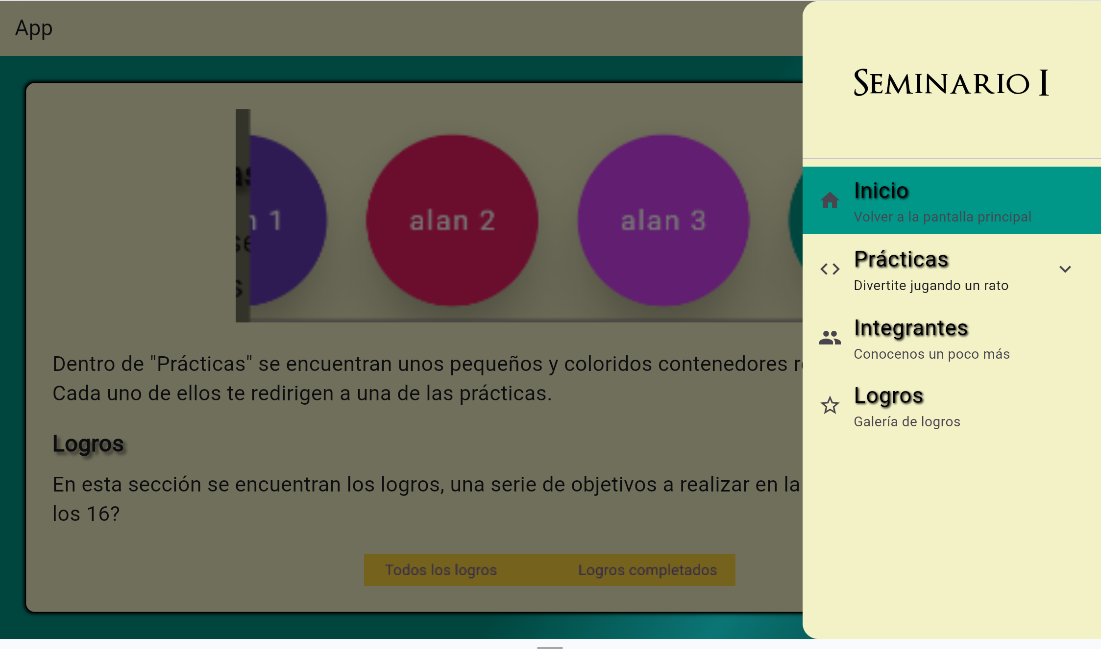 App
Seminario I
alan 2
alan 3
Inicio
Volver a la pantalla principal
Prácticas
Divertite jugando un rato
Integrantes
Conocenos un poco más
Logros
Galería de logros
Dentro de "Prácticas" se encuentran unos pequeños y coloridos contenedores
Cada uno de ellos te redirigen a una de las prácticas.
Logros
En esta sección se encuentran los logros, una serie de objetivos a realizar en la
los 16?
Todos los logros
Logros completados